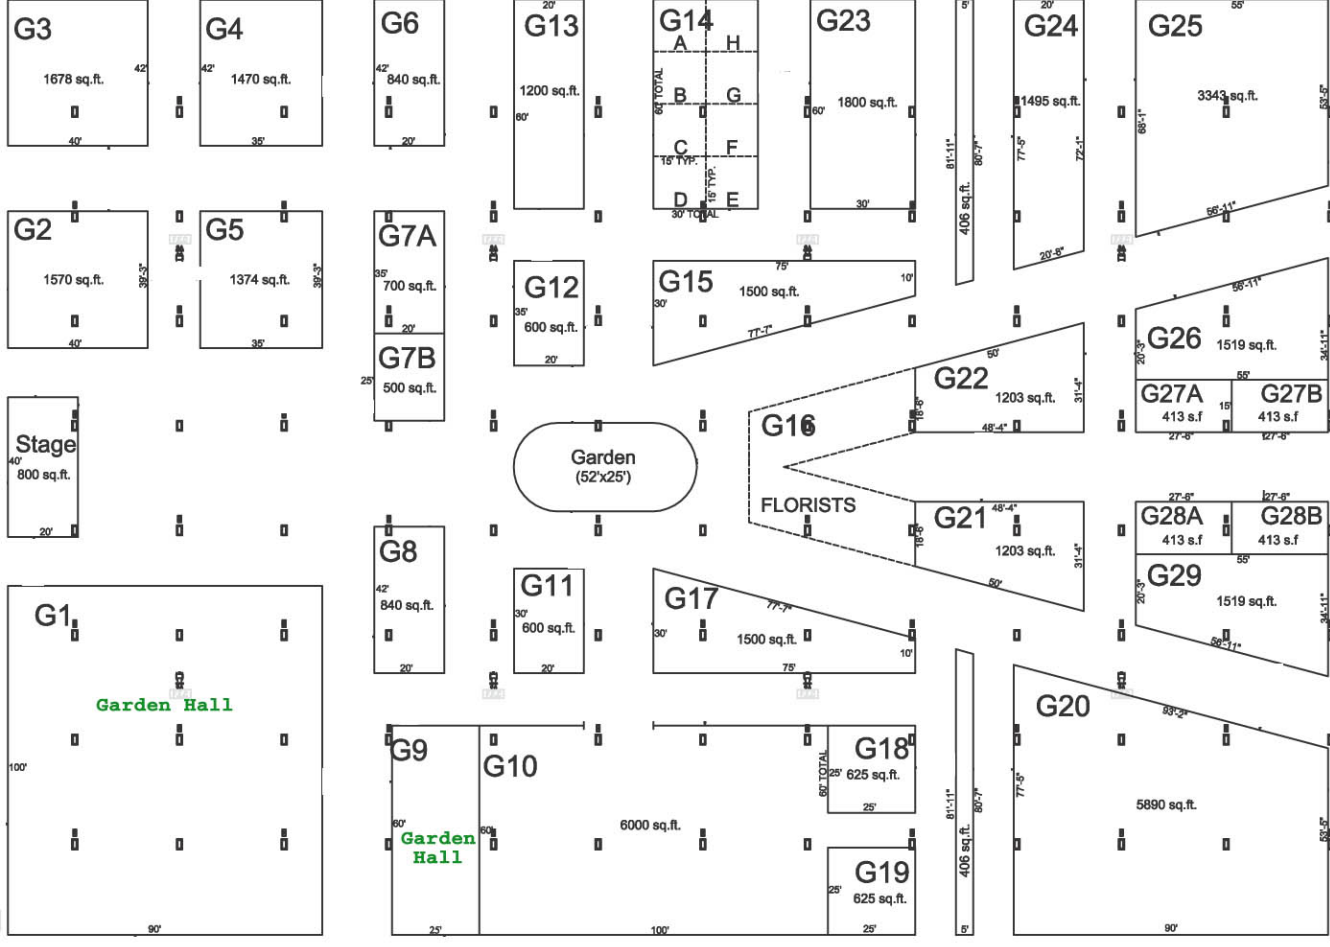 G3
1678 sq.ft.
42'
40'
G4
42'
1470 sq.ft.
35'
G6
42'
840 sq.ft.
20'
20'
G13
1200 sq.ft.
60'
G14
A H
B G
C F
D E
60' TOTAL
15' TYP.
15' TYP.
30' TOTAL
G23
1800 sq.ft.
60'
30'
5'
81'-11"
80'-7"
406 sq.ft.
20'
G24
1495 sq.ft.
77'-5"
72'-1"
20'-8"
55'
G25
3343 sq.ft.
68'-1"
53'-5"
56'-11"
G2
1570 sq.ft.
39'-3"
40'
G5
1374 sq.ft.
39'-3"
35'
G7A
35'
700 sq.ft.
20'
G7B
25'
500 sq.ft.
G12
35'
600 sq.ft.
20'
75'
G15
1500 sq.ft.
10'
30'
77'-7"
50'
G22
1203 sq.ft.
18'-8"
31'-4"
48'-4"
56'-11"
G26
1519 sq.ft.
20'-3"
34'-11"
55'
G27A
413 s.f
15'
27'-6"
G27B
413 s.f
27'-6"
Stage
40'
800 sq.ft.
20'
Garden
(52'x25')
G16
FLORISTS
G21
48'-4"
1203 sq.ft.
18'-8"
31'-4"
50'
27'-6"
G28A
413 s.f
27'-6"
G28B
413 s.f
55'
G29
1519 sq.ft.
20'-3"
34'-11"
56'-11"
G1
Garden Hall
100'
90'
G8
42'
840 sq.ft.
20'
G11
30'
600 sq.ft.
20'
G17
77'-7"
30'
1500 sq.ft.
10'
75'
G9
60'
Garden
Hall
25'
G10
60'
6000 sq.ft.
100'
60' TOTAL
G18
25'
625 sq.ft.
25'
G19
25'
625 sq.ft.
25'
81'-11"
80'-7"
406 sq.ft.
5'
G20
93'-2"
77'-5"
5890 sq.ft.
53'-5"
90'